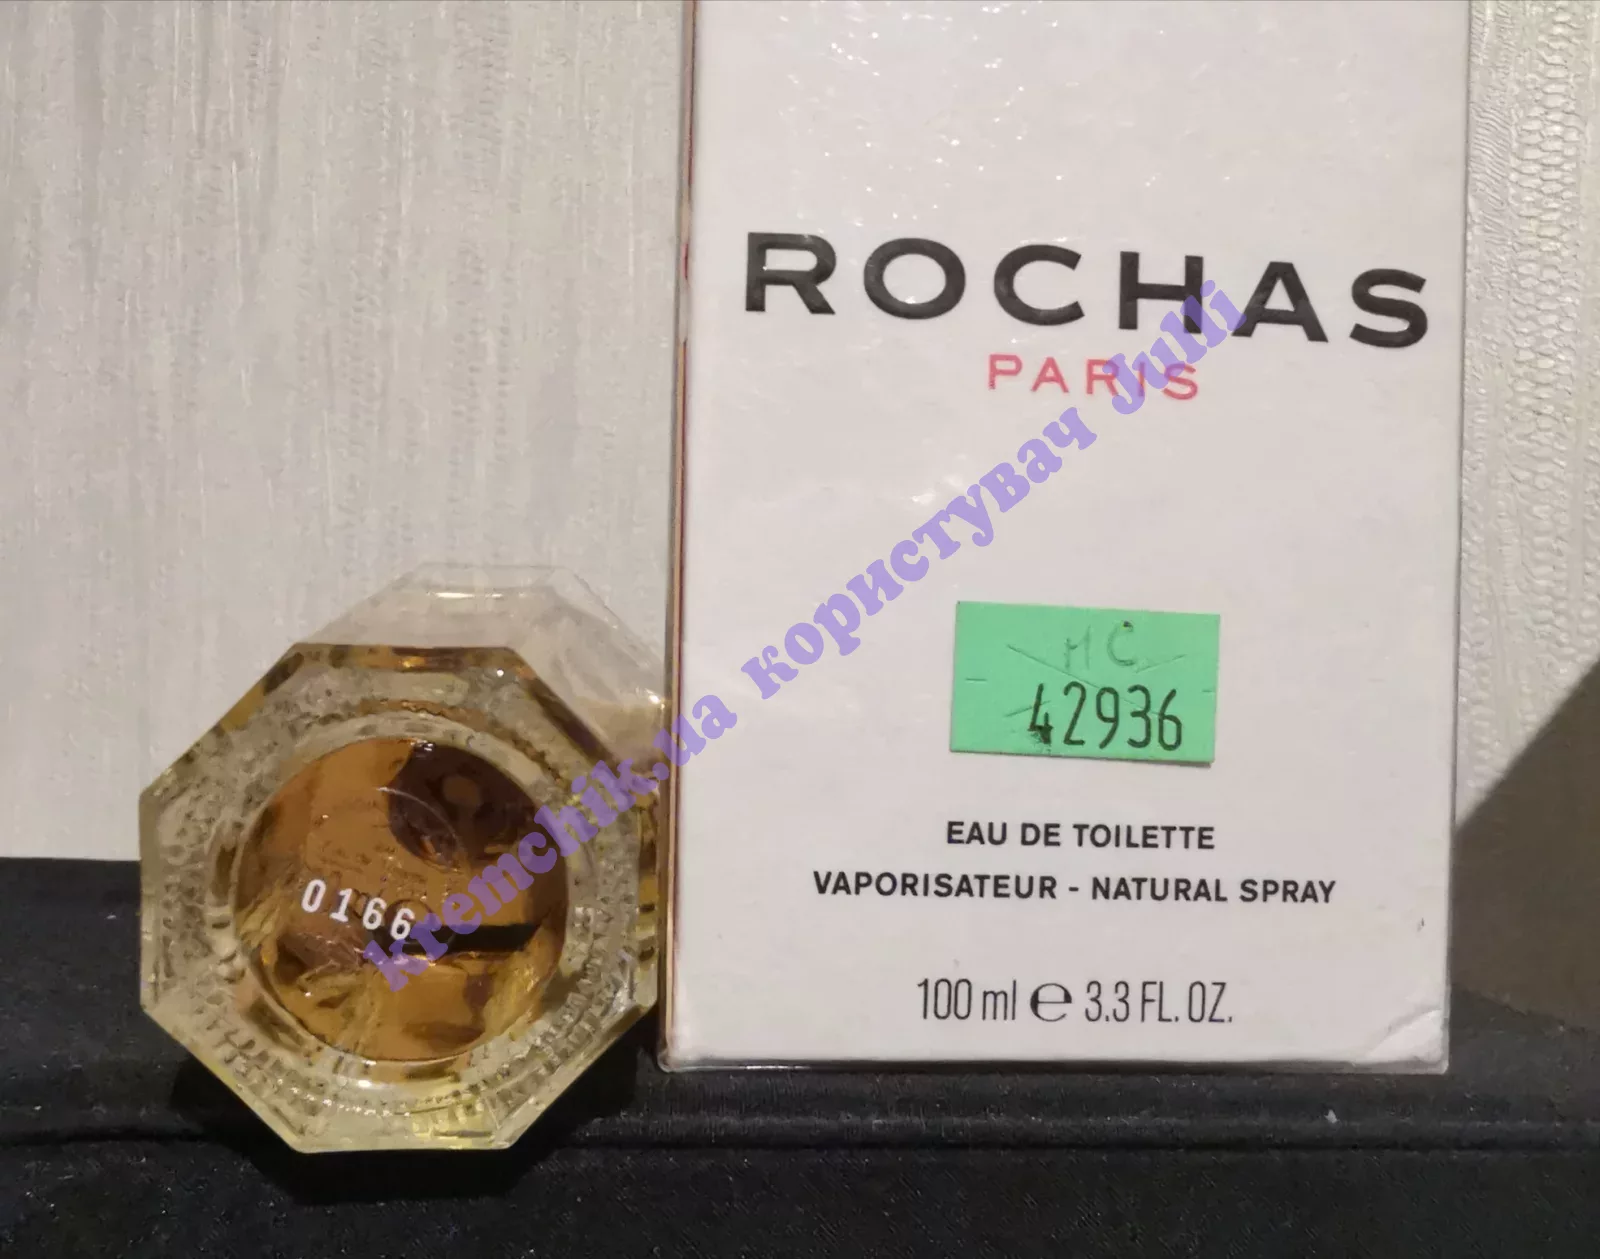 ROCHAS
PARIS
МС
42936
EAU DE TOILETTE
VAPORISATEUR - NATURAL SPRAY
100 ml ℮ 3.3 FL. OZ.
0166
kremchik.ua користувач Julli